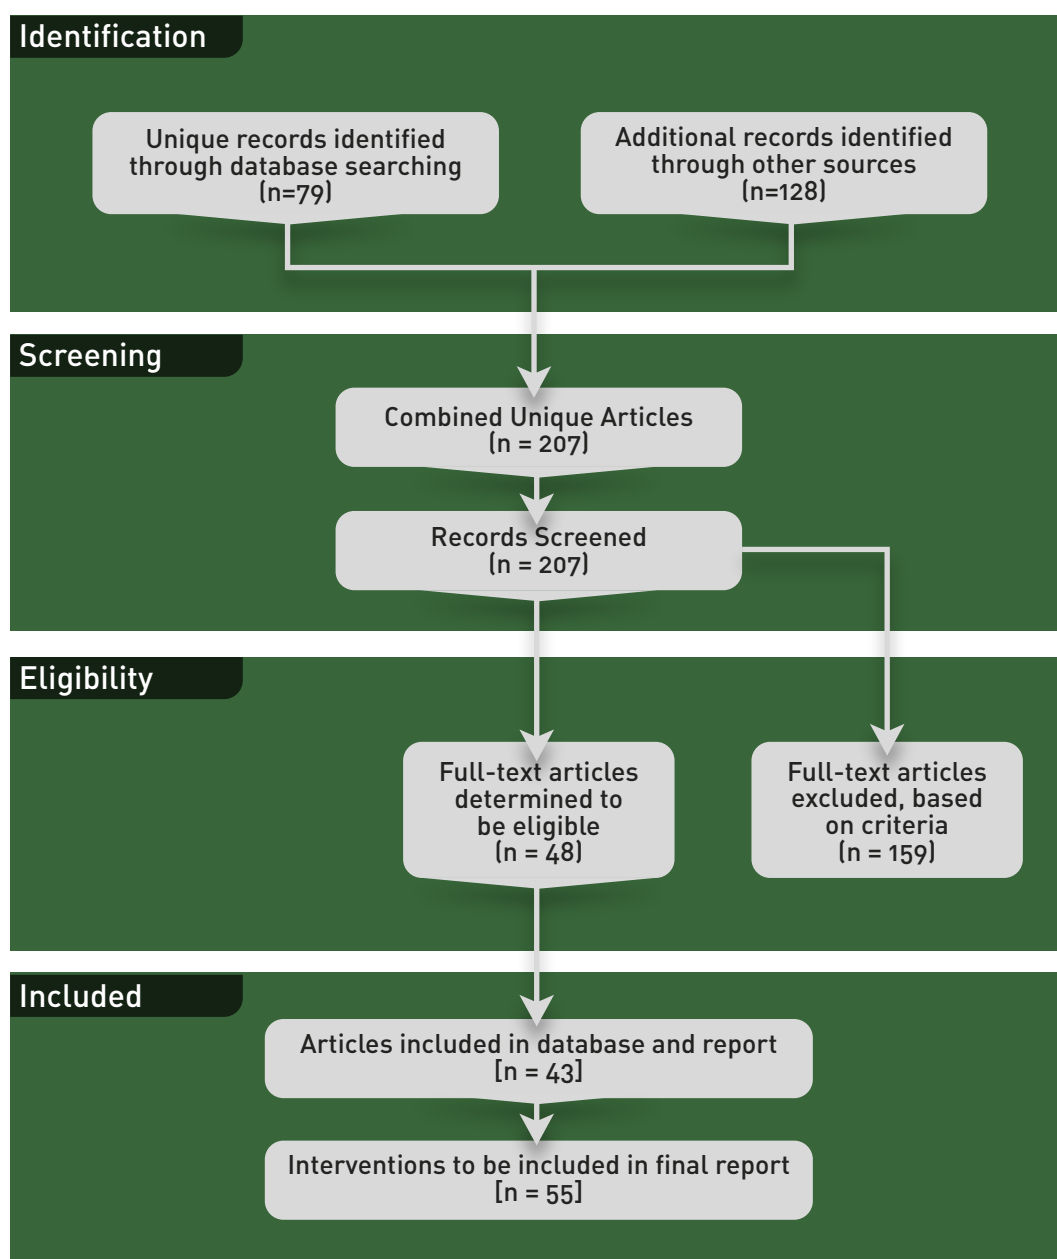 Identification
Unique records identified
through database searching
(n=79)
Additional records identified
through other sources
(n=128)
Screening
Combined Unique Articles
(n = 207)
Records Screened
(n = 207)
Eligibility
Full-text articles
determined to
be eligible
(n = 48)
Full-text articles
excluded, based
on criteria
(n = 159)
Included
Articles included in database and report
[n = 43]
Interventions to be included in final report
[n = 55]